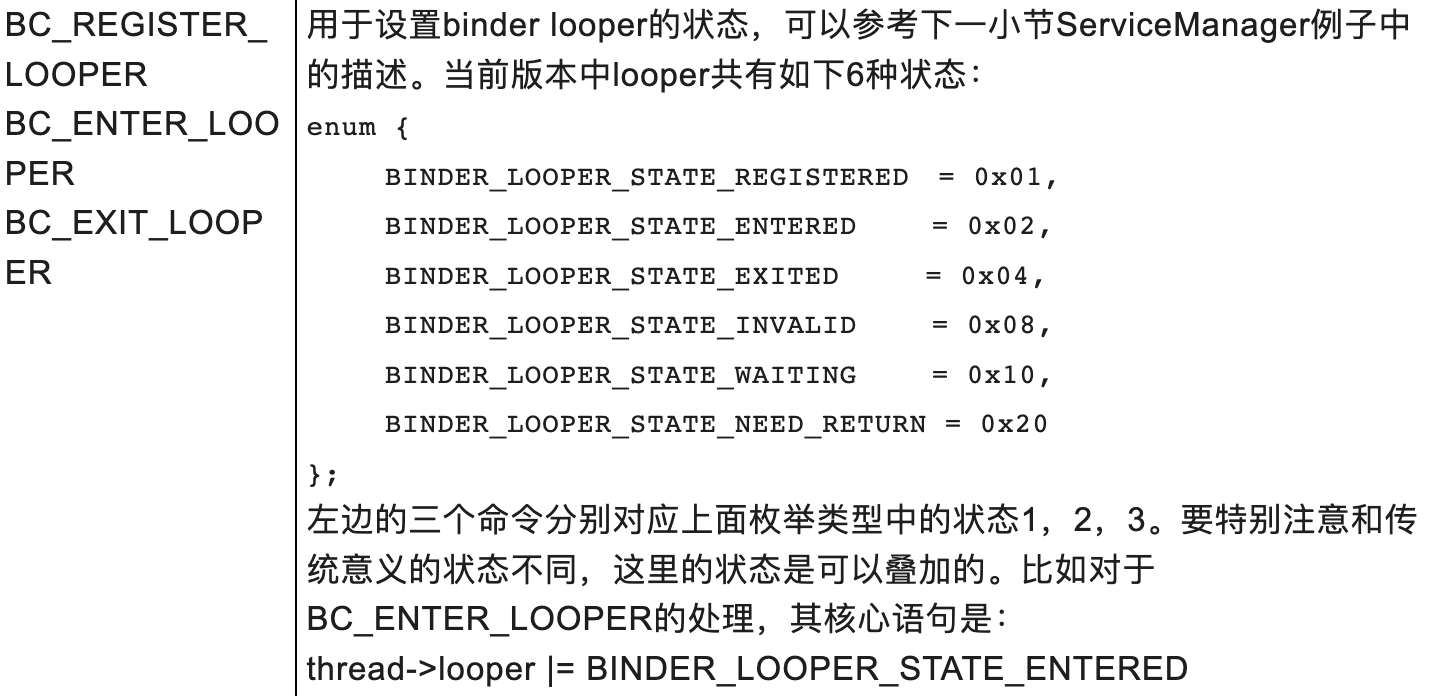 BC_REGISTER_
LOOPER
BC_ENTER_LOO
PER
BC_EXIT_LOOP
ER
用于设置binder looper的状态，可以参考下一小节ServiceManager例子中
的描述。当前版本中looper共有如下6种状态：
enum {
BINDER_LOOPER_STATE_REGISTERED = 0x01,
BINDER_LOOPER_STATE_ENTERED = 0x02,
BINDER_LOOPER_STATE_EXITED = 0x04,
BINDER_LOOPER_STATE_INVALID = 0x08,
BINDER_LOOPER_STATE_WAITING = 0x10,
BINDER_LOOPER_STATE_NEED_RETURN = 0x20
};
左边的三个命令分别对应上面枚举类型中的状态1，2，3。要特别注意和传
统意义的状态不同，这里的状态是可以叠加的。比如对于
BC_ENTER_LOOPER的处理，其核心语句是：
thread->looper |= BINDER_LOOPER_STATE_ENTERED